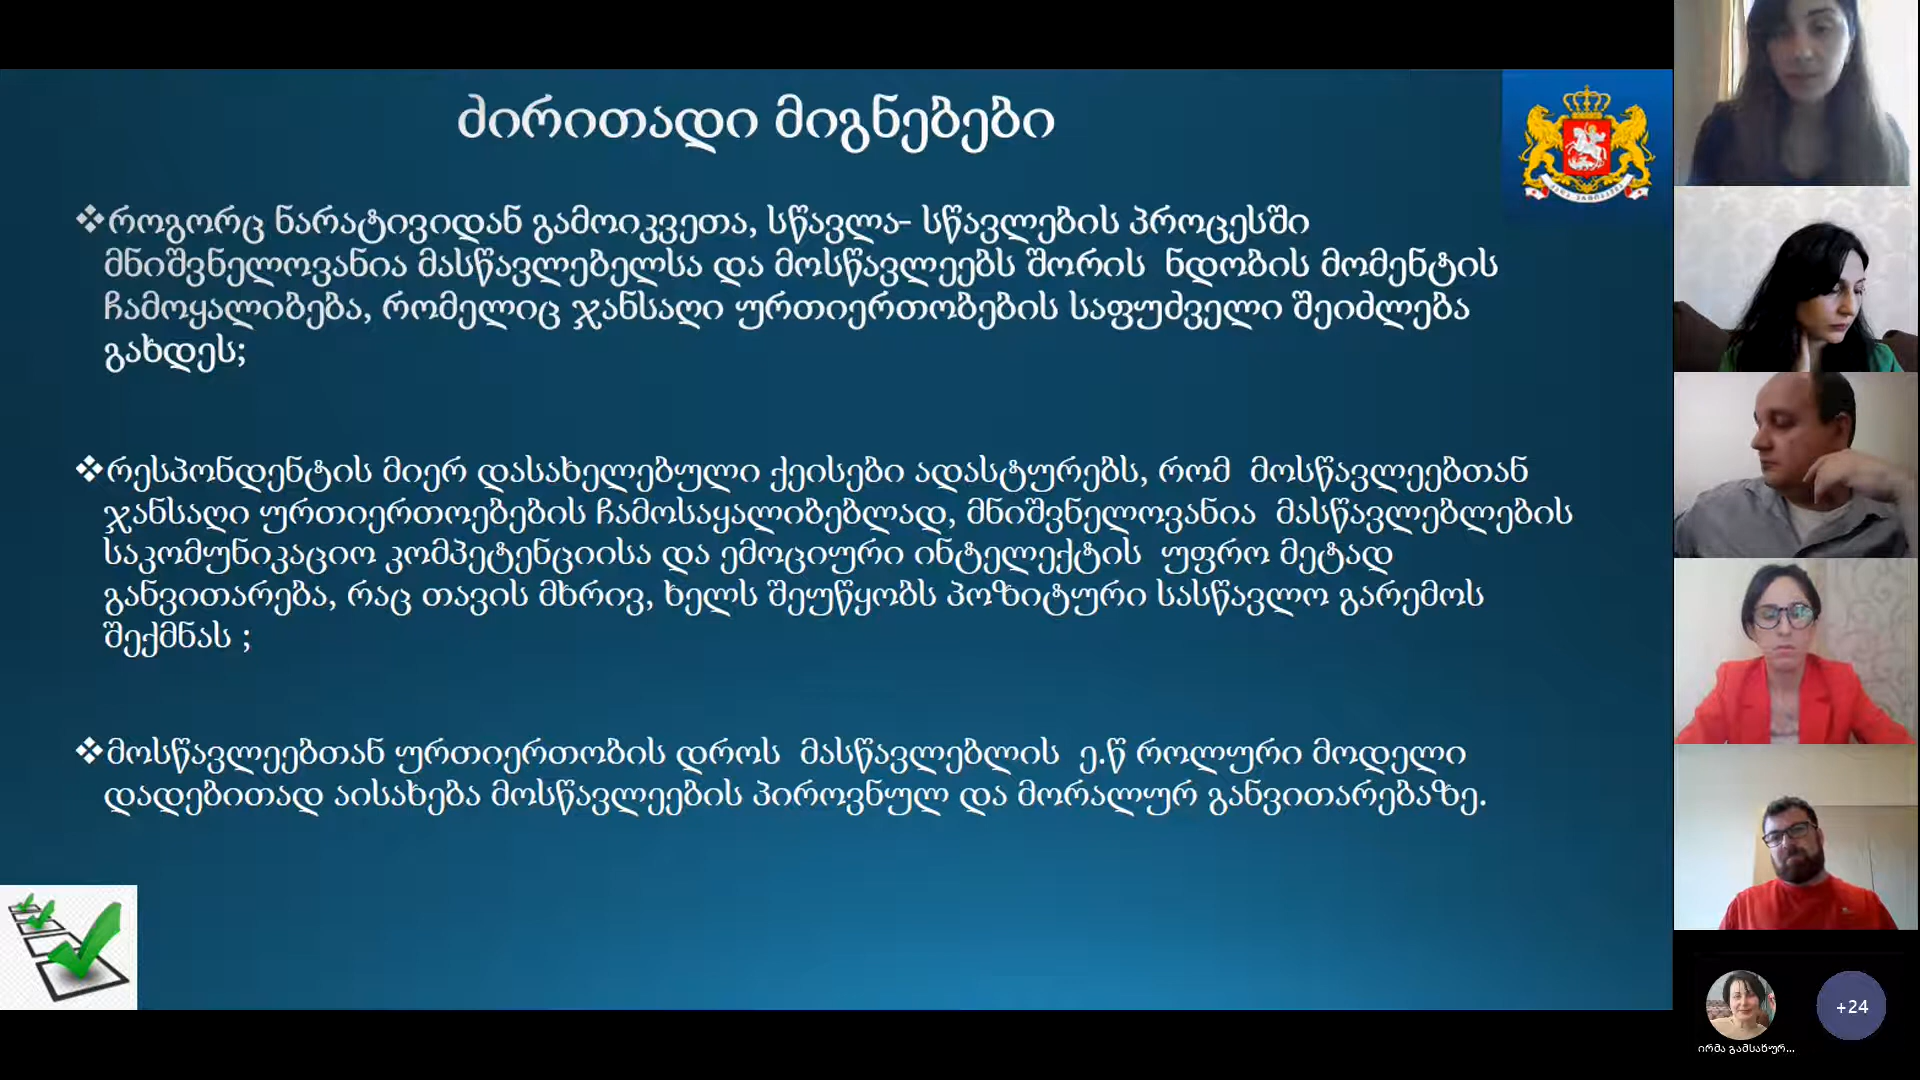 ძირითადი მიგნებები
❖როგორც ნარატივიდან გამოიკვეთა, სწავლა- სწავლების პროცესში
მნიშვნელოვანია მასწავლებელსა და მოსწავლეებს შორის ნდობის მომენტის
ჩამოყალიბება, რომელიც ჯანსაღი ურთიერთობების საფუძველი შეიძლება
გახდეს;
❖რესპონდენტის მიერ დასახელებული ქეისები ადასტურებს, რომ მოსწავლეებთან
ჯანსაღი ურთიერთოებების ჩამოსაყალიბებლად, მნიშვნელოვანია მასწავლებლების
საკომუნიკაციო კომპეტენციისა და ემოციური ინტელექტის უფრო მეტად
განვითარება, რაც თავის მხრივ, ხელს შეუწყობს პოზიტიური სასწავლო გარემოს
შექმნას ;
❖მოსწავლეებთან ურთიერთობის დროს მასწავლებლის ე.წ როლური მოდელი
დადებითად აისახება მოსწავლეების პიროვნულ და მორალურ განვითარებაზე.
+24
ირმა გამსახურ...